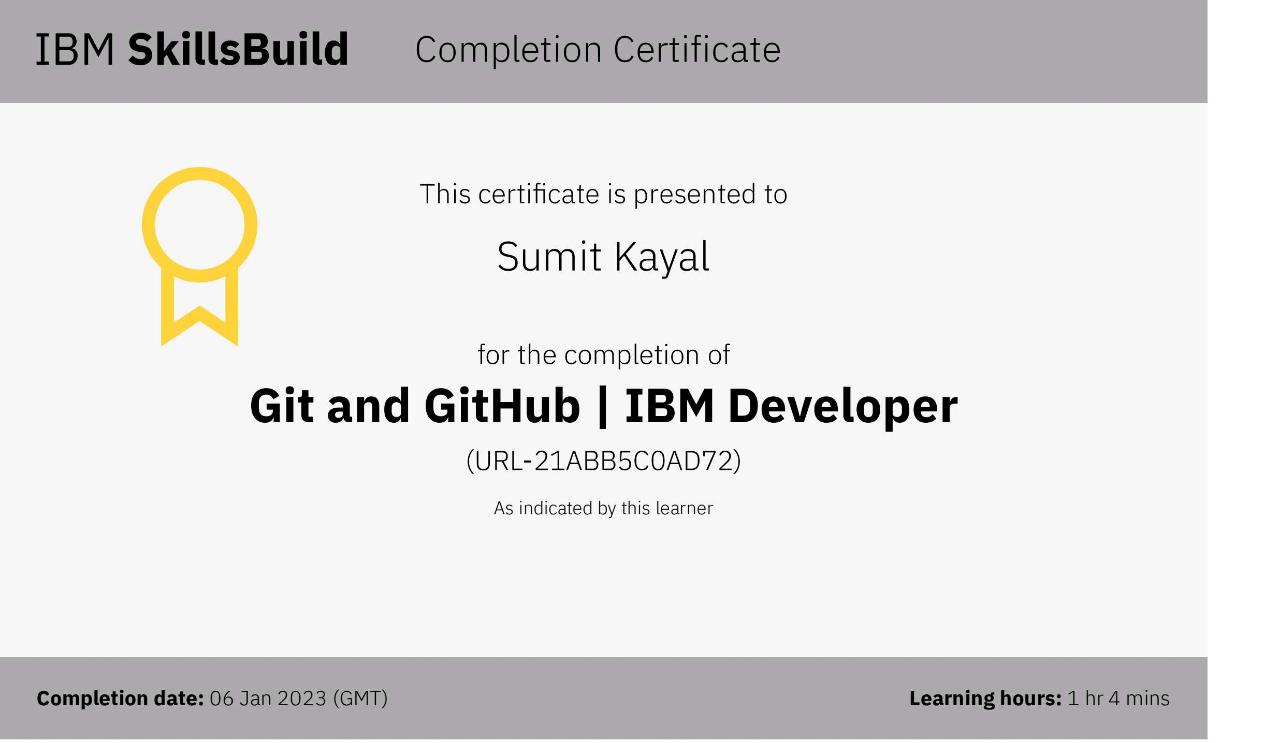 IBM SkillsBuild Completion Certificate
This certificate is presented to
Sumit Kayal
for the completion of
Git and GitHub | IBM Developer
(URL-21ABB5C0AD72)
As indicated by this learner
Completion date: 06 Jan 2023 (GMT)
Learning hours: 1 hr 4 mins